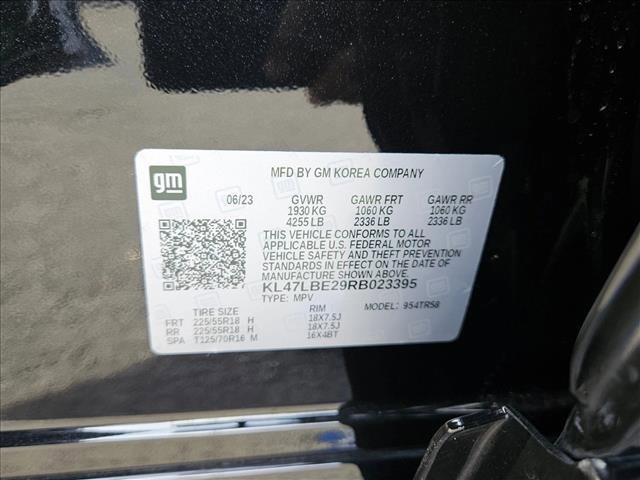 gm
MFD BY GM KOREA COMPANY
06/23 GVWR GAWR FRT GAWR RR
1930 KG 1060 KG 1060 KG
4255 LB 2336 LB 2336 LB
THIS VEHICLE CONFORMS TO ALL
APPLICABLE U.S. FEDERAL MOTOR
VEHICLE SAFETY AND THEFT PREVENTION
STANDARDS IN EFFECT ON THE DATE OF
MANUFACTURE SHOWN ABOVE.
KL47LBE29RB023395
TYPE: MPV MODEL: 954TR58
TIRE SIZE RIM
FRT 225/55R18 H 18X7.5J
RR 225/55R18 H 18X7.5J
SPA T125/70R16 M 16X4BT